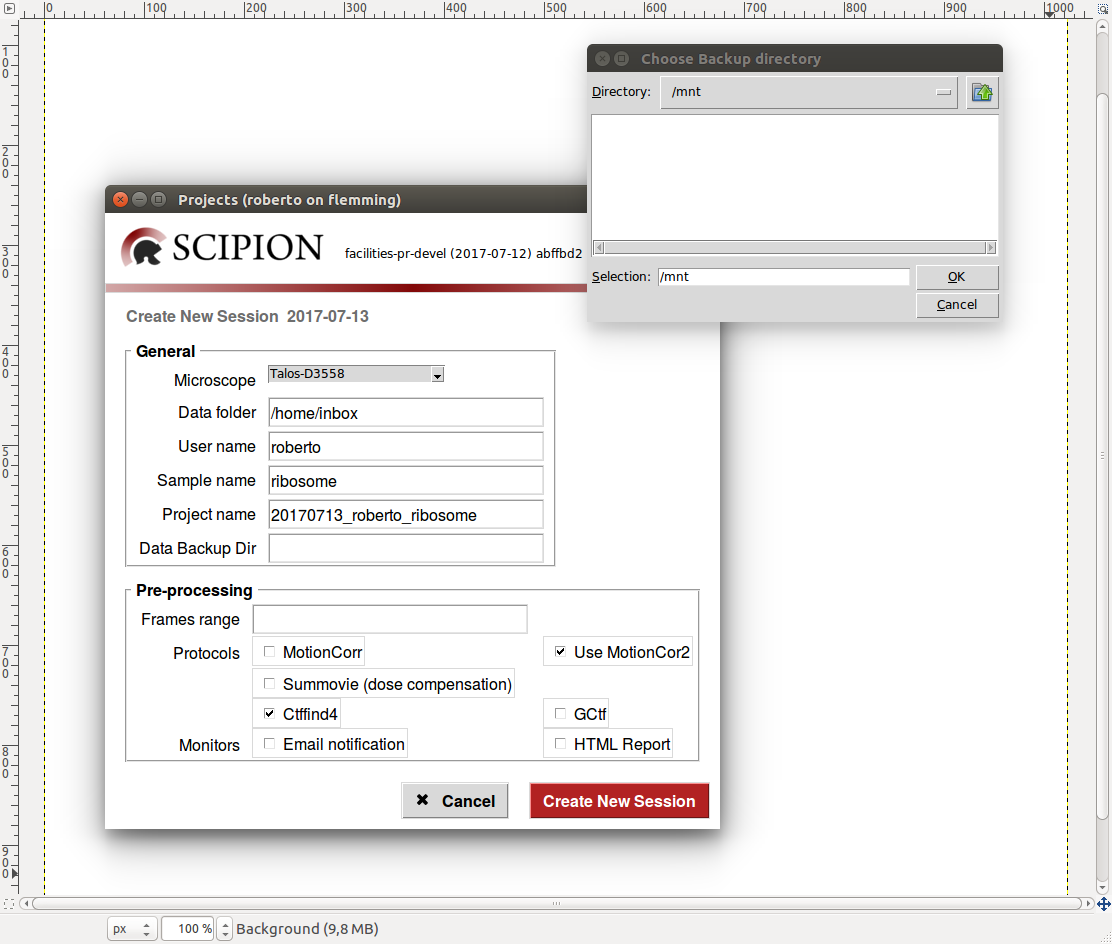 0 100 200 300 400 500 600 700 800 900 1000
100
200
300
400
500
600
700
800
900
Choose Backup directory
Directory: /mnt
Selection: /mnt
OK
Cancel
Projects (roberto on flemming)
SCIPION facilities-pr-devel (2017-07-12) abffbd2
Create New Session 2017-07-13
General
Microscope Talos-D3558
Data folder /home/inbox
User name roberto
Sample name ribosome
Project name 20170713_roberto_ribosome
Data Backup Dir
Pre-processing
Frames range
Protocols MotionCorr Use MotionCor2
Summovie (dose compensation)
Ctffind4 GCtf
Monitors Email notification HTML Report
Cancel Create New Session
px 100 % Background (9,8 MB)